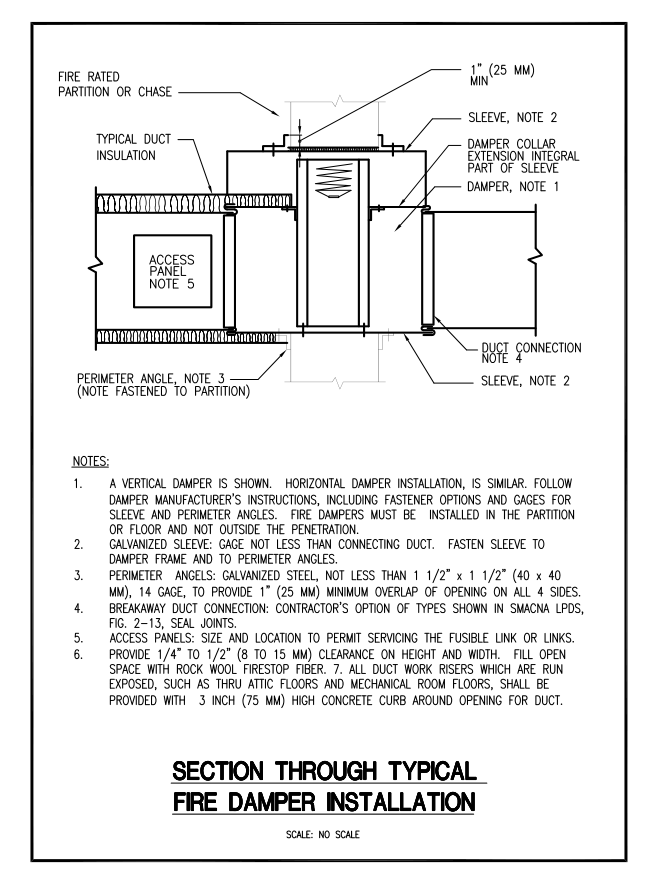 FIRE RATED
PARTITION OR CHASE
1" (25 MM)
MIN
SLEEVE, NOTE 2
TYPICAL DUCT
INSULATION
DAMPER COLLAR
EXTENSION INTEGRAL
PART OF SLEEVE
DAMPER, NOTE 1
ACCESS
PANEL
NOTE 5
DUCT CONNECTION
NOTE 4
PERIMETER ANGLE, NOTE 3
(NOTE FASTENED TO PARTITION)
SLEEVE, NOTE 2
NOTES:
1. A VERTICAL DAMPER IS SHOWN. HORIZONTAL DAMPER INSTALLATION, IS SIMILAR. FOLLOW
DAMPER MANUFACTURER'S INSTRUCTIONS, INCLUDING FASTENER OPTIONS AND GAGES FOR
SLEEVE AND PERIMETER ANGLES. FIRE DAMPERS MUST BE INSTALLED IN THE PARTITION
OR FLOOR AND NOT OUTSIDE THE PENETRATION.
2. GALVANIZED SLEEVE: GAGE NOT LESS THAN CONNECTING DUCT. FASTEN SLEEVE TO
DAMPER FRAME AND TO PERIMETER ANGLES.
3. PERIMETER ANGELS: GALVANIZED STEEL, NOT LESS THAN 1 1/2" x 1 1/2" (40 x 40
MM), 14 GAGE, TO PROVIDE 1" (25 MM) MINIMUM OVERLAP OF OPENING ON ALL 4 SIDES.
4. BREAKAWAY DUCT CONNECTION: CONTRACTOR'S OPTION OF TYPES SHOWN IN SMACNA LPDS,
FIG. 2-13, SEAL JOINTS.
5. ACCESS PANELS: SIZE AND LOCATION TO PERMIT SERVICING THE FUSIBLE LINK OR LINKS.
6. PROVIDE 1/4" TO 1/2" (8 TO 15 MM) CLEARANCE ON HEIGHT AND WIDTH. FILL OPEN
SPACE WITH ROCK WOOL FIRESTOP FIBER. 7. ALL DUCT WORK RISERS WHICH ARE RUN
EXPOSED, SUCH AS THRU ATTIC FLOORS AND MECHANICAL ROOM FLOORS, SHALL BE
PROVIDED WITH 3 INCH (75 MM) HIGH CONCRETE CURB AROUND OPENING FOR DUCT.
SECTION THROUGH TYPICAL
FIRE DAMPER INSTALLATION
SCALE: NO SCALE